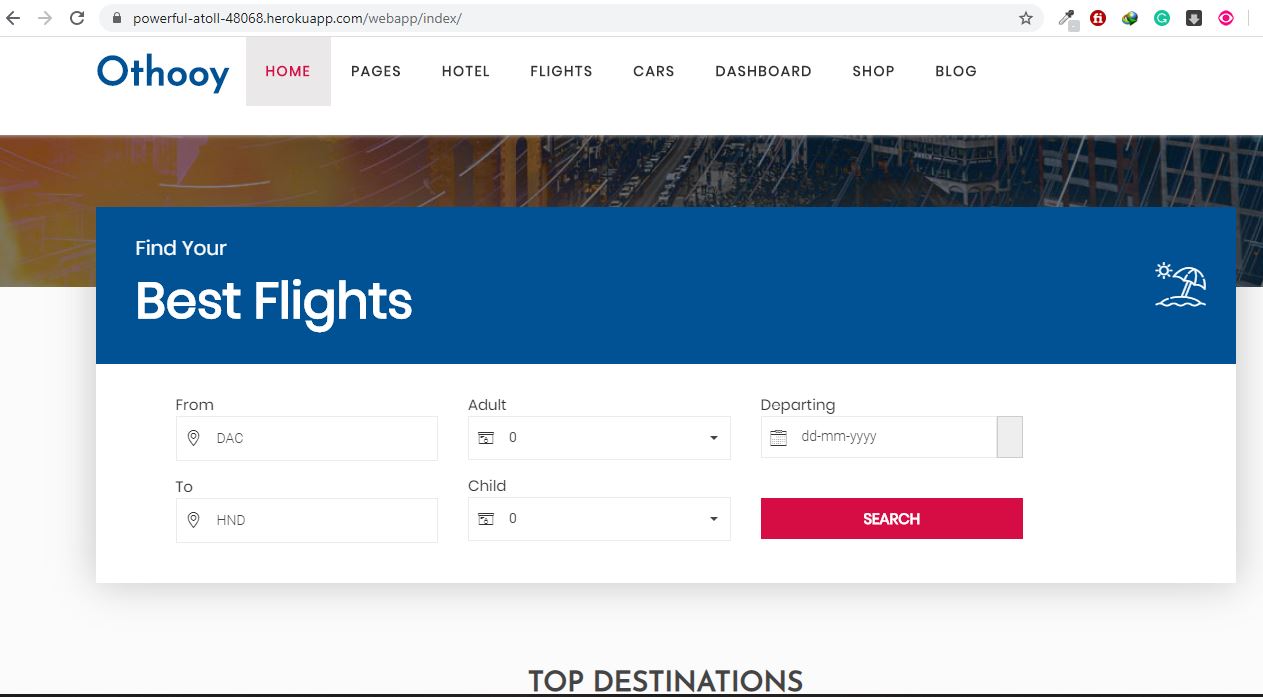 powerful-atoll-48068.herokuapp.com/webapp/index/
Othooy HOME PAGES HOTEL FLIGHTS CARS DASHBOARD SHOP BLOG
Find Your
Best Flights
From
DAC
To
HND
Adult
0
Child
0
Departing
dd-mm-yyyy
SEARCH
TOP DESTINATIONS